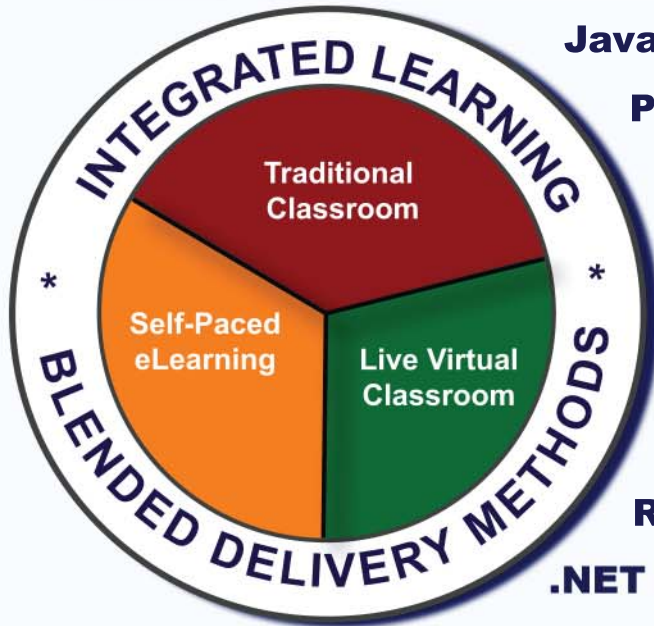 INTEGRATED LEARNING
Traditional
Classroom
Self-Paced
eLearning
Live Virtual
Classroom
* BLENDED DELIVERY METHODS *
Java
P
R
.NET